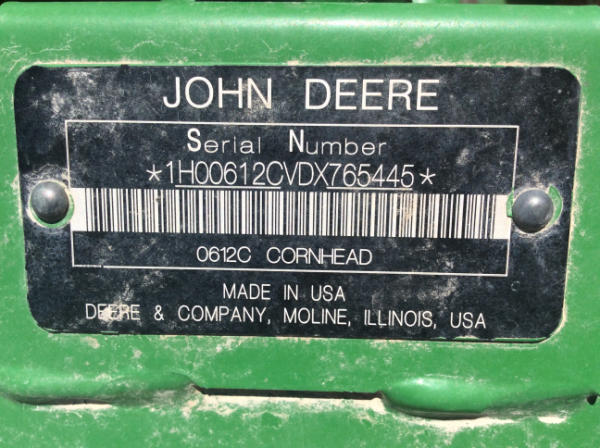 JOHN DEERE
Serial Number
*1H00612CVDX765445*
0612C CORNHEAD
MADE IN USA
DEERE & COMPANY, MOLINE, ILLINOIS, USA